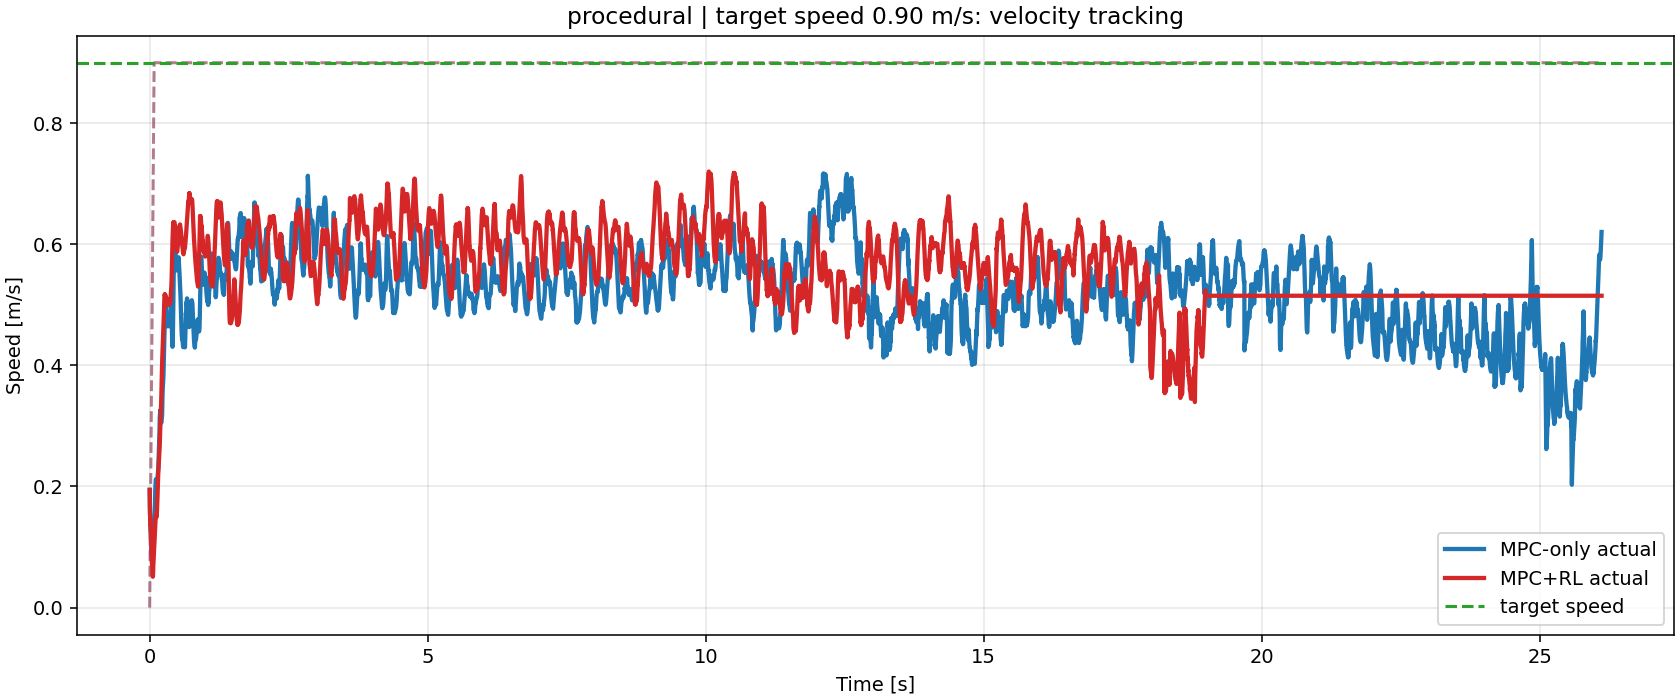 procedural | target speed 0.90 m/s: velocity tracking
Speed [m/s]
0.8
0.6
0.4
0.2
0.0
0
5
10
15
20
25
Time [s]
MPC-only actual
MPC+RL actual
target speed